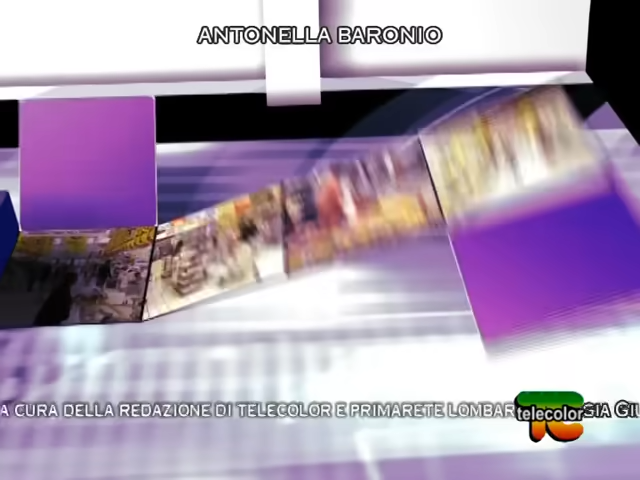 ANTONELLA BARONIO
A CURA DELLA REDAZIONE DI TELECOLOR E PRIMARETE LOMBAR
telecolor